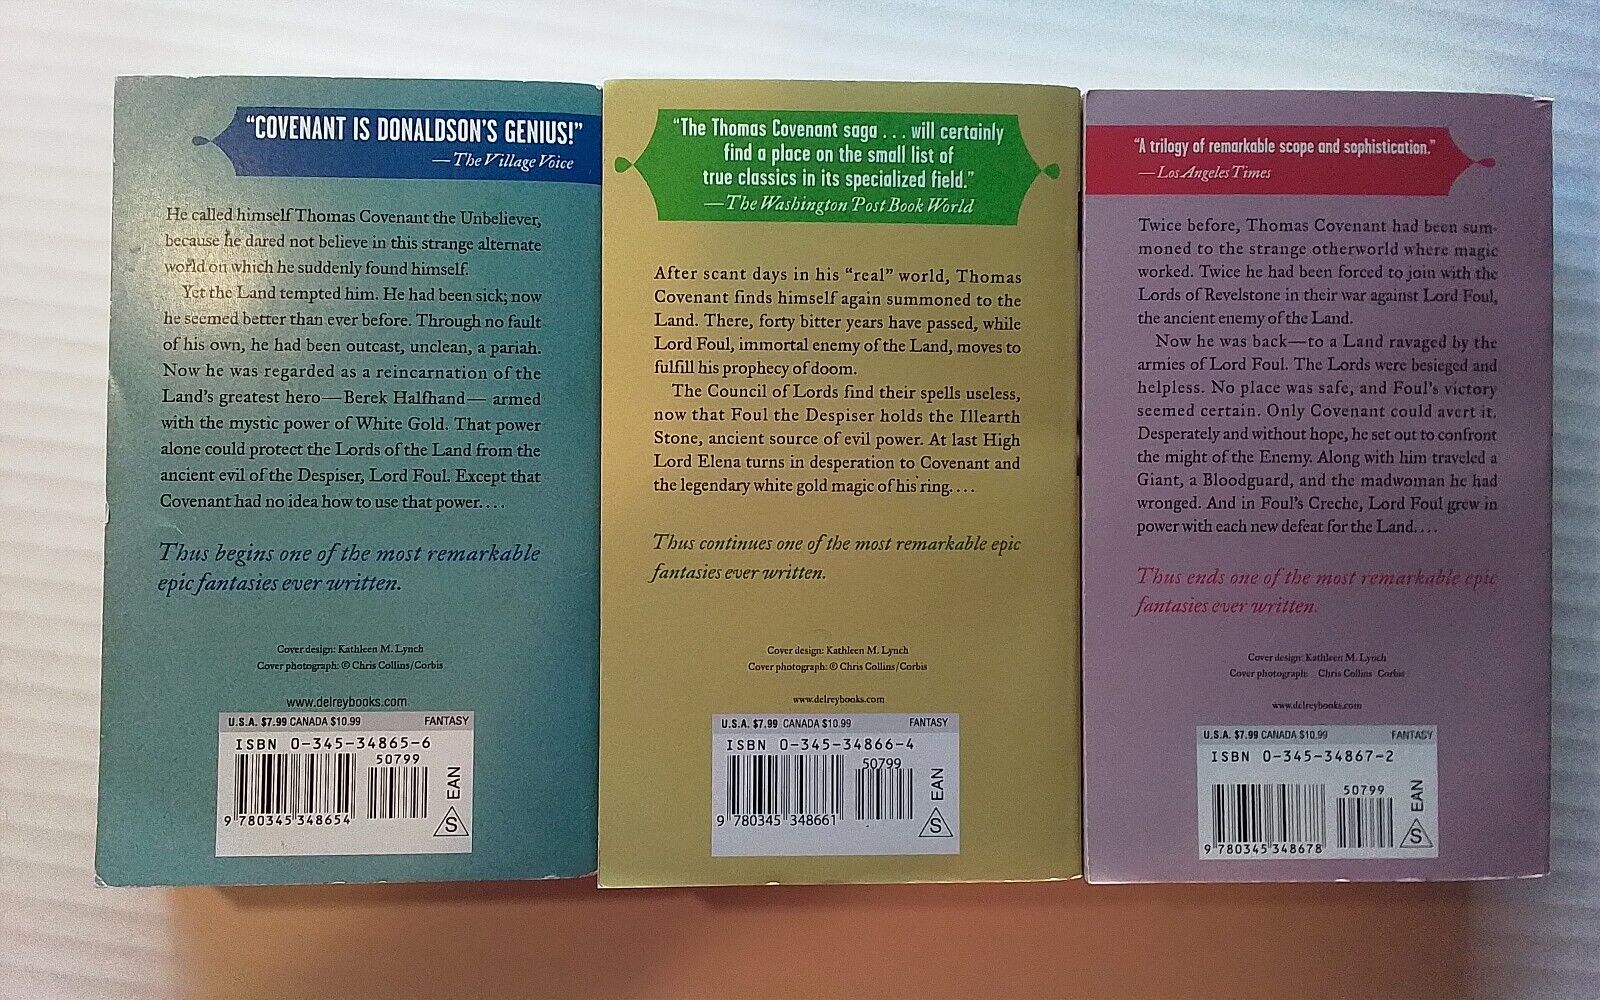 "COVENANT IS DONALDSON'S GENIUS!"
—The Village Voice
He called himself Thomas Covenant the Unbeliever,
because he dared not believe in this strange alternate
world on which he suddenly found himself.
Yet the Land tempted him. He had been sick; now
he seemed better than ever before. Through no fault
of his own, he had been outcast, unclean, a pariah.
Now he was regarded as a reincarnation of the
Land's greatest hero—Berek Halfhand—armed
with the mystic power of White Gold. That power
alone could protect the Lords of the Land from the
ancient evil of the Despiser, Lord Foul. Except that
Covenant had no idea how to use that power....
Thus begins one of the most remarkable
epic fantasies ever written.
Cover design: Kathleen M. Lynch
Cover photograph: © Chris Collins/Corbis
www.delreybooks.com
U.S.A. $7.99 CANADA $10.99 FANTASY
ISBN 0-345-34865-6
50799
9 780345 348654
S EAN
"The Thomas Covenant saga . . . will certainly
find a place on the small list of
true classics in its specialized field."
—The Washington Post Book World
After scant days in his "real" world, Thomas
Covenant finds himself again summoned to the
Land. There, forty bitter years have passed, while
Lord Foul, immortal enemy of the Land, moves to
fulfill his prophecy of doom.
The Council of Lords find their spells useless,
now that Foul the Despiser holds the Illearth
Stone, ancient source of evil power. At last High
Lord Elena turns in desperation to Covenant and
the legendary white gold magic of his ring....
Thus continues one of the most remarkable epic
fantasies ever written.
Cover design: Kathleen M. Lynch
Cover photograph: © Chris Collins/Corbis
www.delreybooks.com
U.S.A. $7.99 CANADA $10.99 FANTASY
ISBN 0-345-34866-4
50799
9 780345 348661
S EAN
"A trilogy of remarkable scope and sophistication."
—Los Angeles Times
Twice before, Thomas Covenant had been sum-
moned to the strange otherworld where magic
worked. Twice he had been forced to join with the
Lords of Revelstone in their war against Lord Foul,
the ancient enemy of the Land.
Now he was back—to a Land ravaged by the
armies of Lord Foul. The Lords were besieged and
helpless. No place was safe, and Foul's victory
seemed certain. Only Covenant could avert it.
Desperately and without hope, he set out to confront
the might of the Enemy. Along with him traveled a
Giant, a Bloodguard, and the madwoman he had
wronged. And in Foul's Creche, Lord Foul grew in
power with each new defeat for the Land....
Thus ends one of the most remarkable epic
fantasies ever written.
Cover design: Kathleen M. Lynch
Cover photograph: Chris Collins Corbis
www.delreybooks.com
U.S.A. $7.99 CANADA $10.99 FANTASY
ISBN 0-345-34867-2
50799
9 780345 348678
S EAN